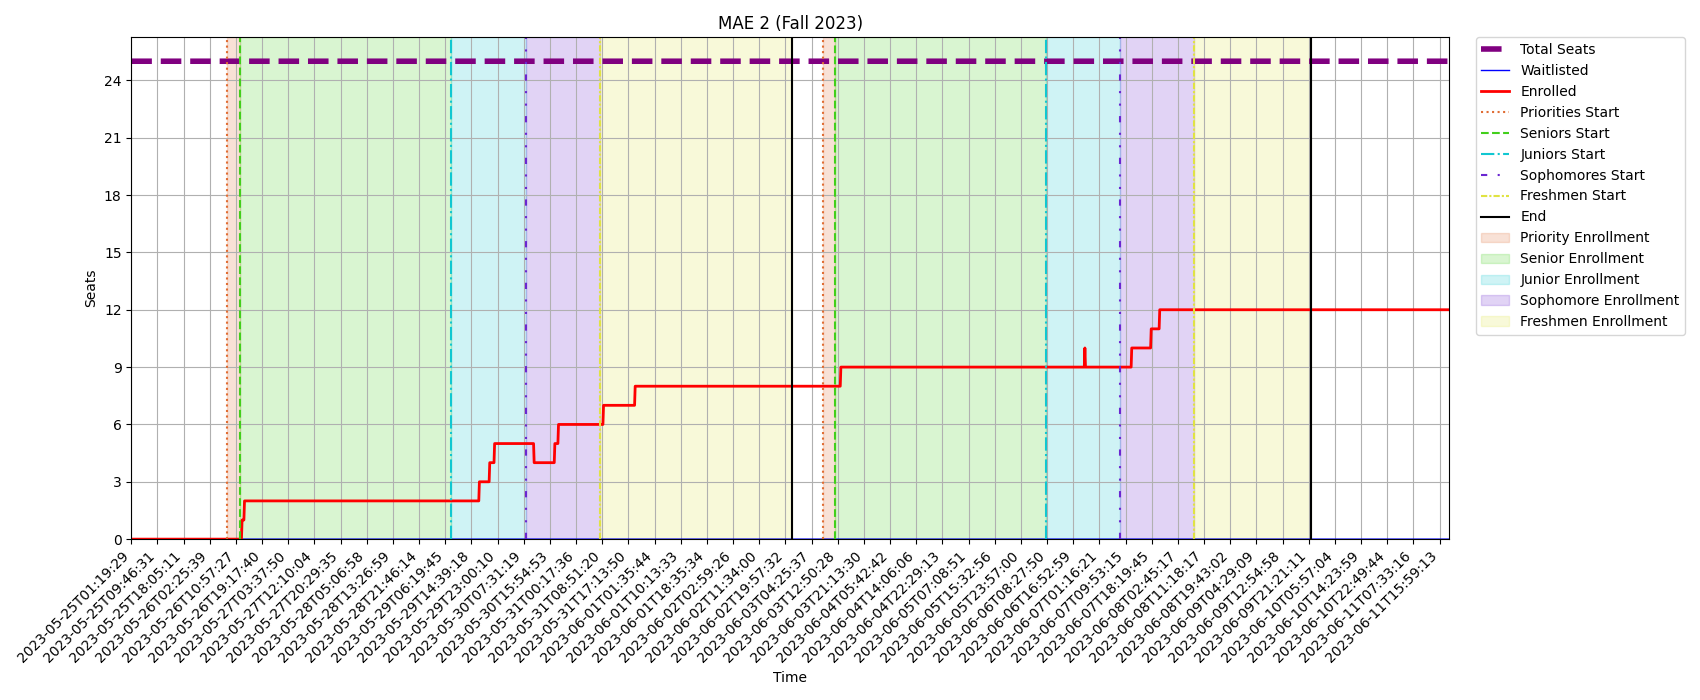 MAE 2 (Fall 2023)
Total Seats
Waitlisted
Enrolled
Priorities Start
Seniors Start
Juniors Start
Sophomores Start
Freshmen Start
End
Priority Enrollment
Senior Enrollment
Junior Enrollment
Sophomore Enrollment
Freshmen Enrollment
Seats
24
21
18
15
12
9
6
3
0
2023-05-25T01:19:29
2023-05-25T09:46:31
2023-05-25T18:05:11
2023-05-26T02:25:39
2023-05-26T10:57:27
2023-05-26T19:17:40
2023-05-27T03:37:50
2023-05-27T12:10:04
2023-05-27T20:29:35
2023-05-28T05:06:58
2023-05-28T13:26:59
2023-05-28T21:46:14
2023-05-29T06:19:45
2023-05-29T14:39:18
2023-05-29T23:00:10
2023-05-30T07:31:19
2023-05-30T15:54:53
2023-05-31T00:17:36
2023-05-31T08:51:20
2023-05-31T17:13:50
2023-06-01T01:35:44
2023-06-01T10:13:33
2023-06-01T18:35:34
2023-06-02T02:59:26
2023-06-02T11:34:00
2023-06-02T19:57:32
2023-06-03T04:25:37
2023-06-03T12:50:28
2023-06-03T21:13:30
2023-06-04T05:42:42
2023-06-04T14:06:06
2023-06-04T22:29:13
2023-06-05T07:08:51
2023-06-05T15:32:56
2023-06-05T23:57:00
2023-06-06T08:27:50
2023-06-06T16:52:59
2023-06-07T01:16:21
2023-06-07T09:53:15
2023-06-07T18:19:45
2023-06-08T02:45:17
2023-06-08T11:18:17
2023-06-08T19:43:02
2023-06-09T04:29:09
2023-06-09T12:54:58
2023-06-09T21:21:11
2023-06-10T05:57:04
2023-06-10T14:23:59
2023-06-10T22:49:44
2023-06-11T07:33:16
2023-06-11T15:59:13
Time